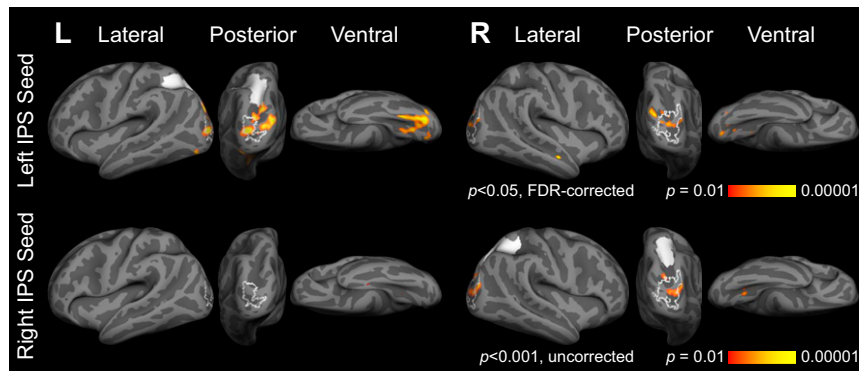 L Lateral Posterior Ventral R Lateral Posterior Ventral
Left IPS Seed
p<0.05, FDR-corrected p = 0.01 0.00001
Right IPS Seed
p<0.001, uncorrected p = 0.01 0.00001